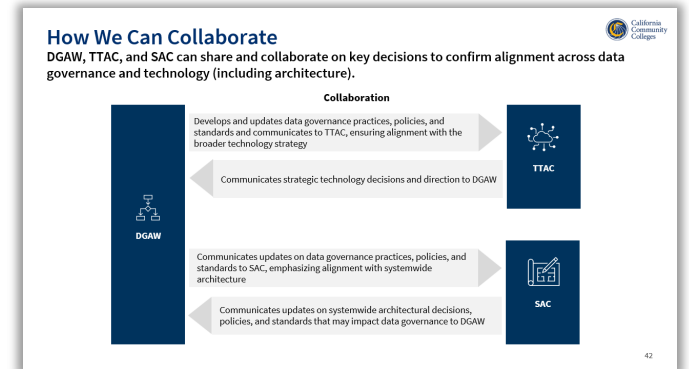 How We Can Collaborate
California
Community
Colleges
DGAW, TTAC, and SAC can share and collaborate on key decisions to confirm alignment across data
governance and technology (including architecture).
Collaboration
Develops and updates data governance practices, policies, and
standards and communicates to TTAC, ensuring alignment with the
broader technology strategy
TTAC
Communicates strategic technology decisions and direction to DGAW
DGAW
Communicates updates on data governance practices, policies, and
standards to SAC, emphasizing alignment with systemwide
architecture
SAC
Communicates updates on systemwide architectural decisions,
policies, and standards that may impact data governance to DGAW
42